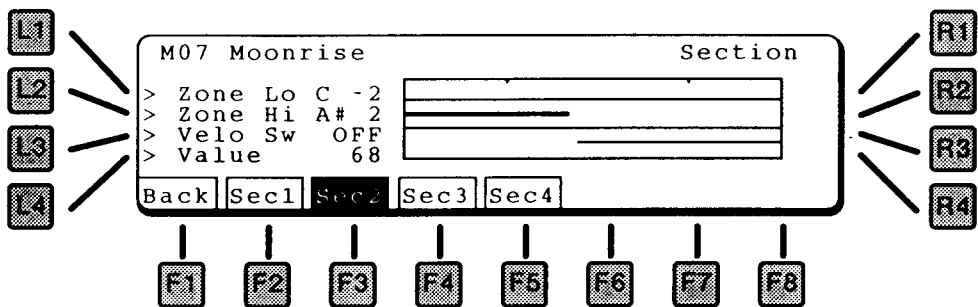 L1
L2
L3
L4
M07 Moonrise Section
> Zone Lo C -2
> Zone Hi A# 2
> Velo Sw OFF
> Value 68
Back Sec1 Sec2 Sec3 Sec4
R1
R2
R3
R4
F1 F2 F3 F4 F5 F6 F7 F8